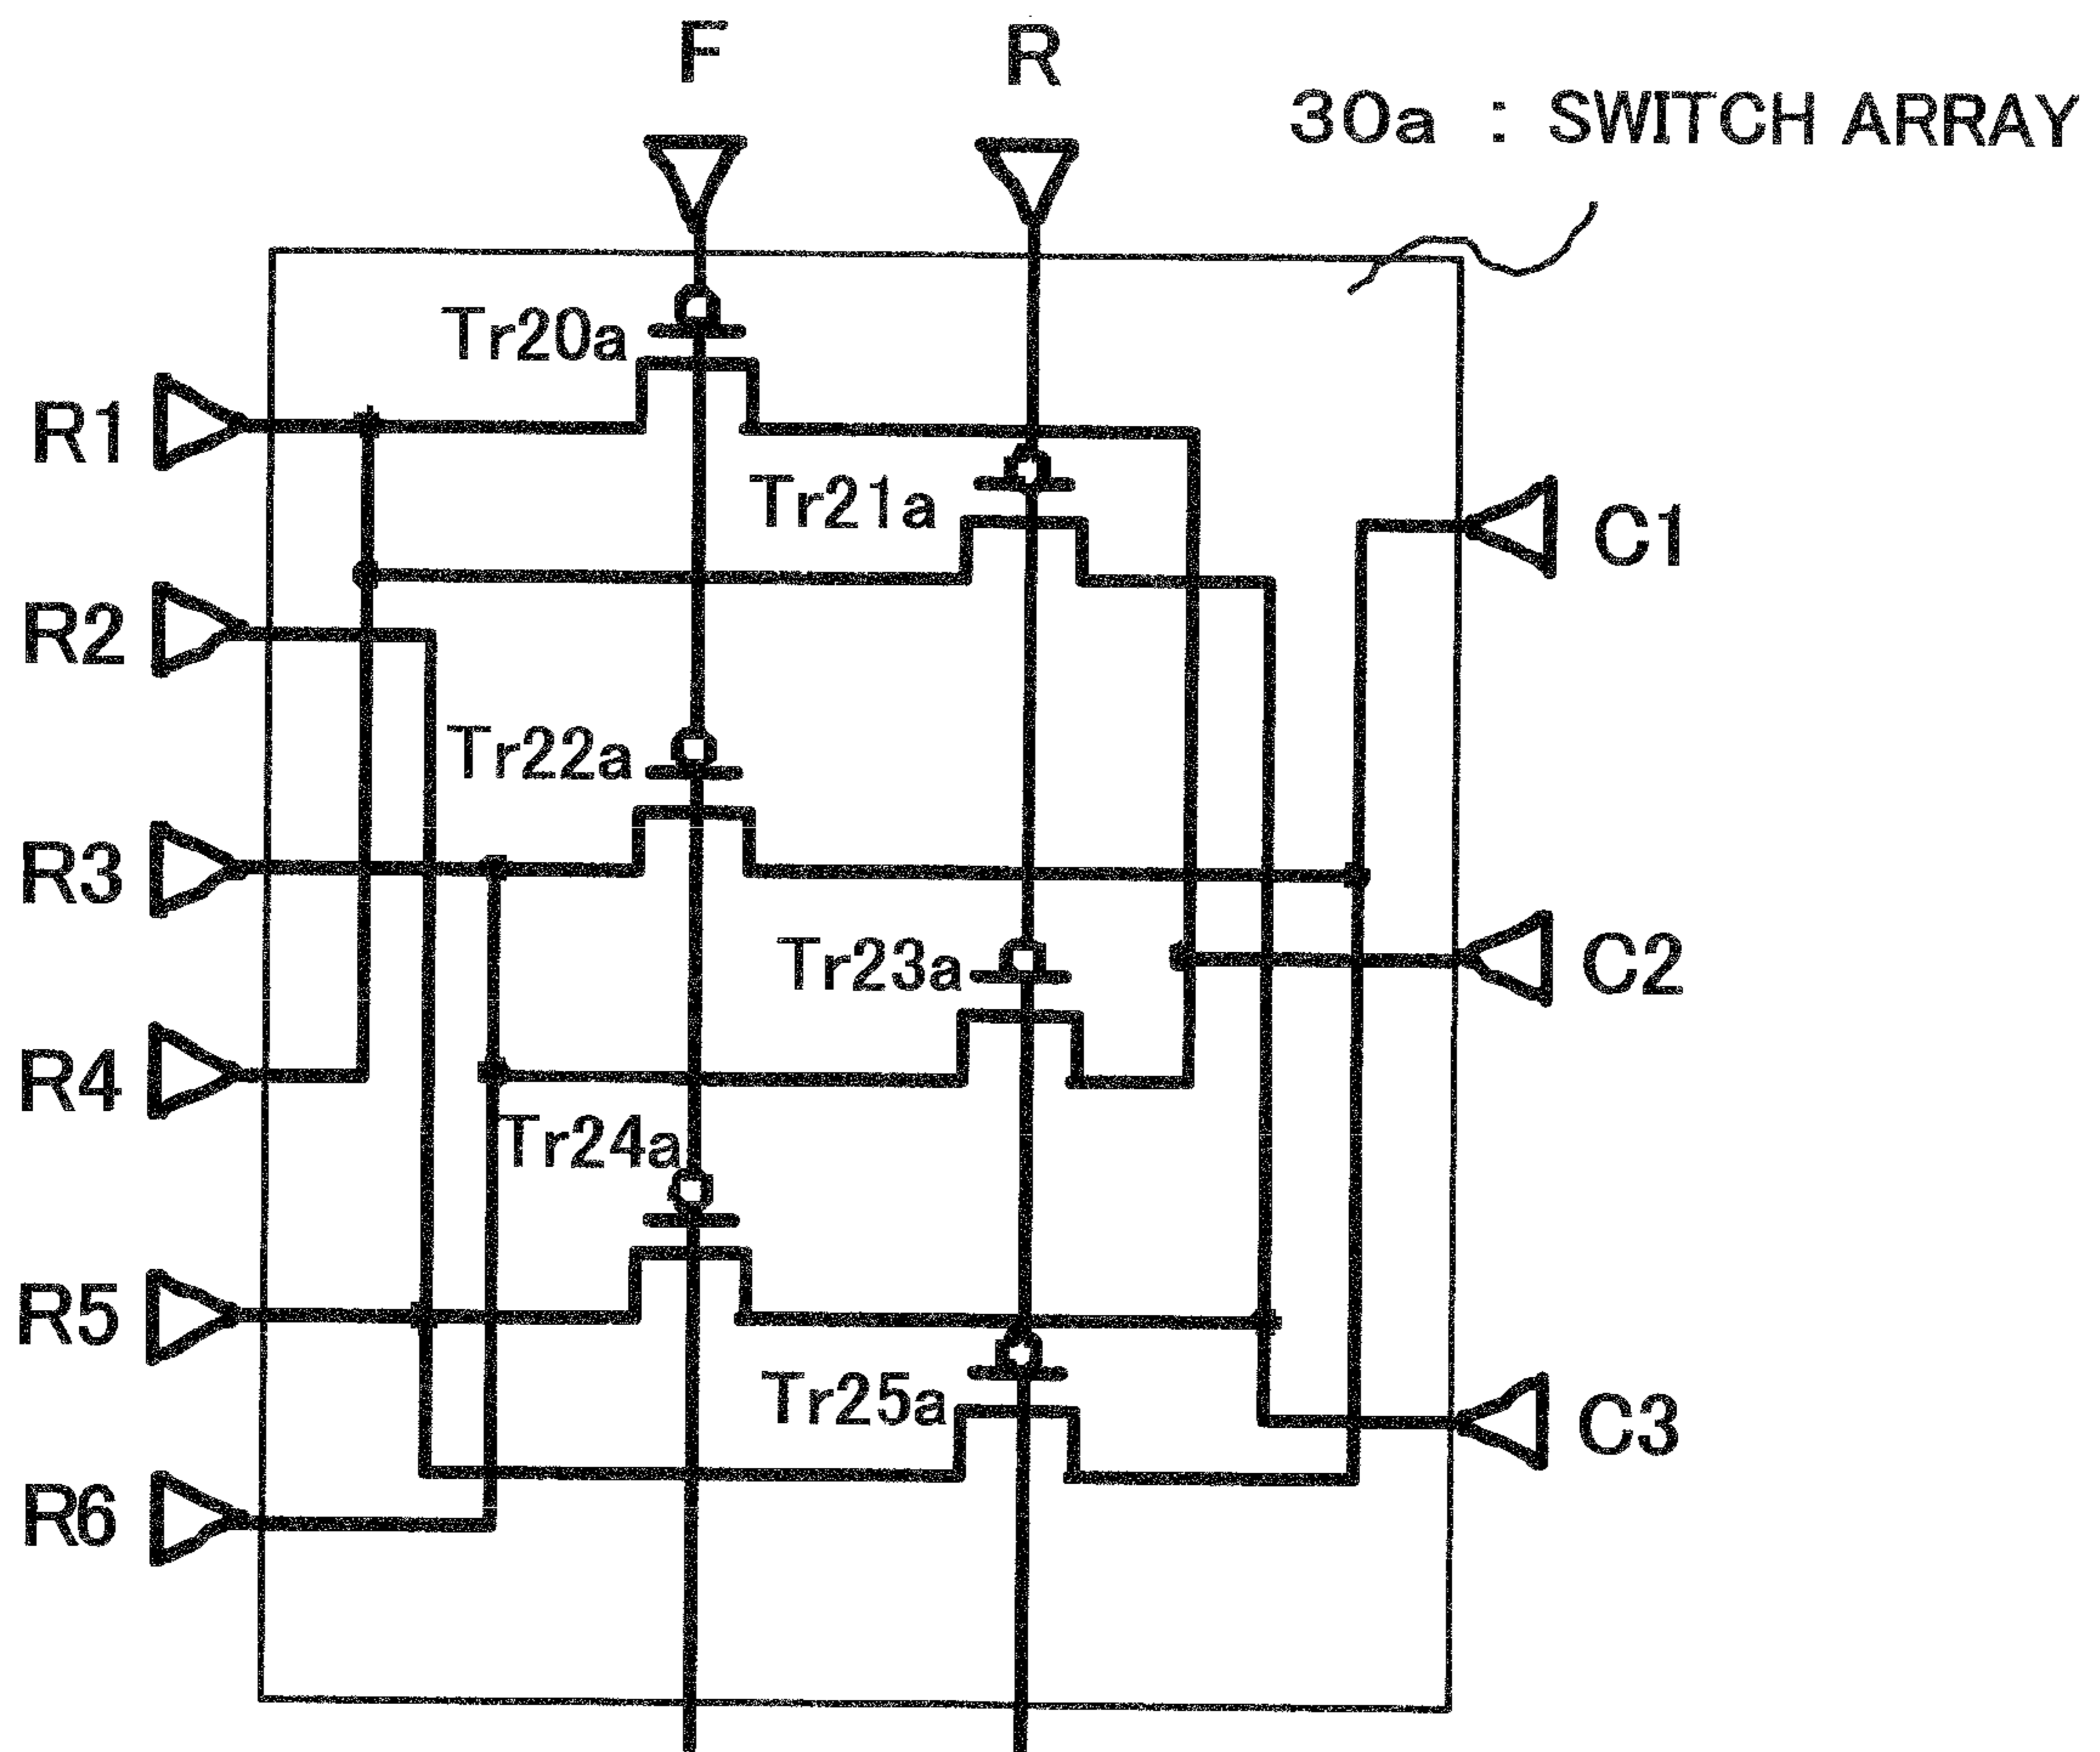 F
R
30a : SWITCH ARRAY
Tr20a
R1
Tr21a
C1
R2
Tr22a
R3
Tr23a
C2
R4
Tr24a
R5
Tr25a
C3
R6